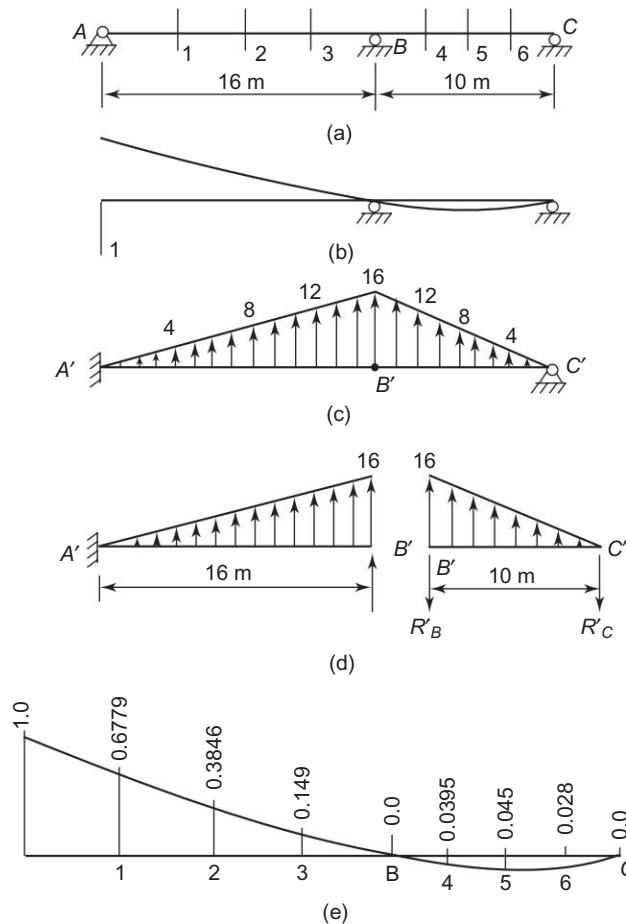 A B C
1 2 3 4 5 6
16 m 10 m
(a)
1
(b)
4 8 12 16 12 8 4
A′ B′ C′
(c)
16 16
A′ B′ B′ C′
16 m 10 m
R′B R′C
(d)
1.0 0.6779 0.3846 0.149 0.0 0.0395 0.045 0.028 0.0
1 2 3 B 4 5 6 C
(e)